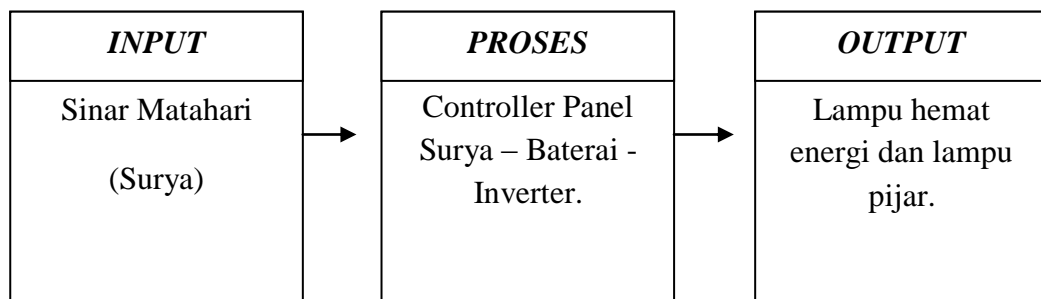 INPUT
Sinar Matahari
(Surya)
PROSES
Controller Panel
Surya – Baterai -
Inverter.
OUTPUT
Lampu hemat
energi dan lampu
pijar.